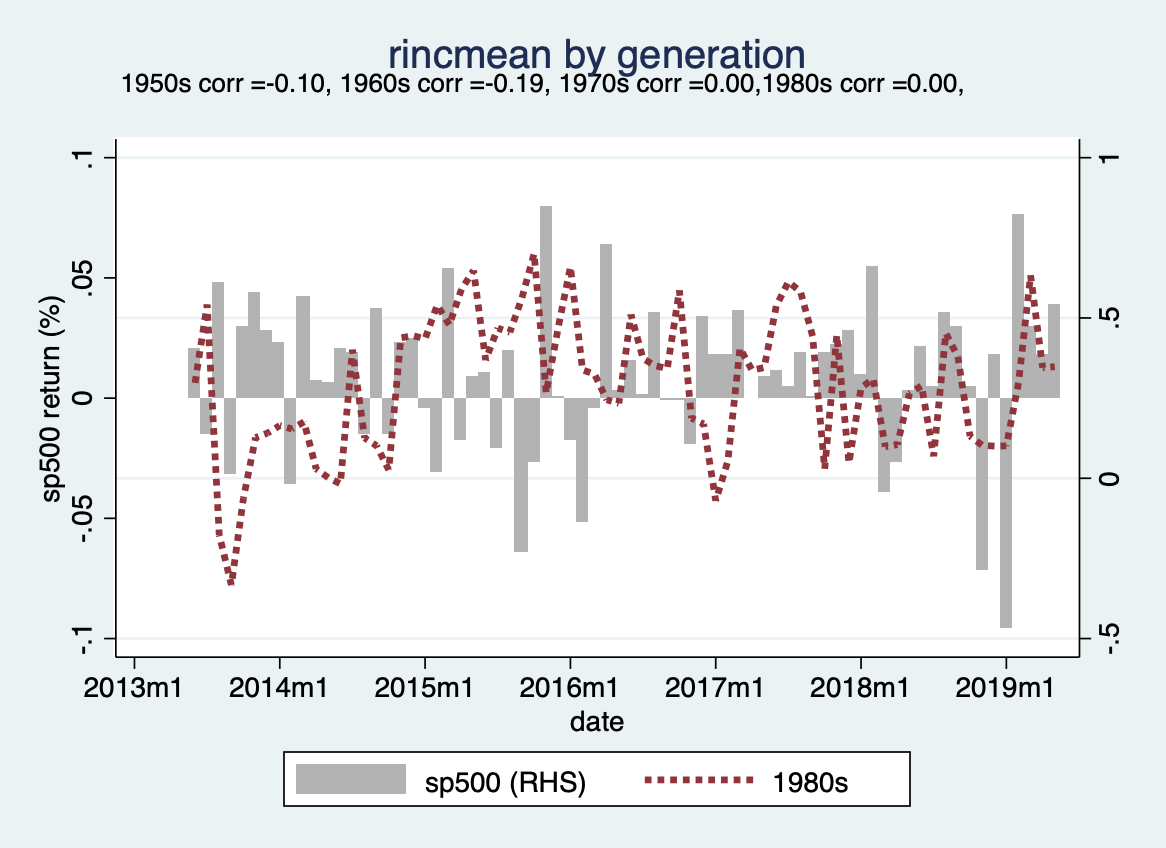 rincmean by generation
1950s corr =-0.10, 1960s corr =-0.19, 1970s corr =0.00,1980s corr =0.00,
sp500 return (%)
.1
.05
0
-.05
-.1
1
.5
0
-.5
2013m1 2014m1 2015m1 2016m1 2017m1 2018m1 2019m1
date
sp500 (RHS) 1980s